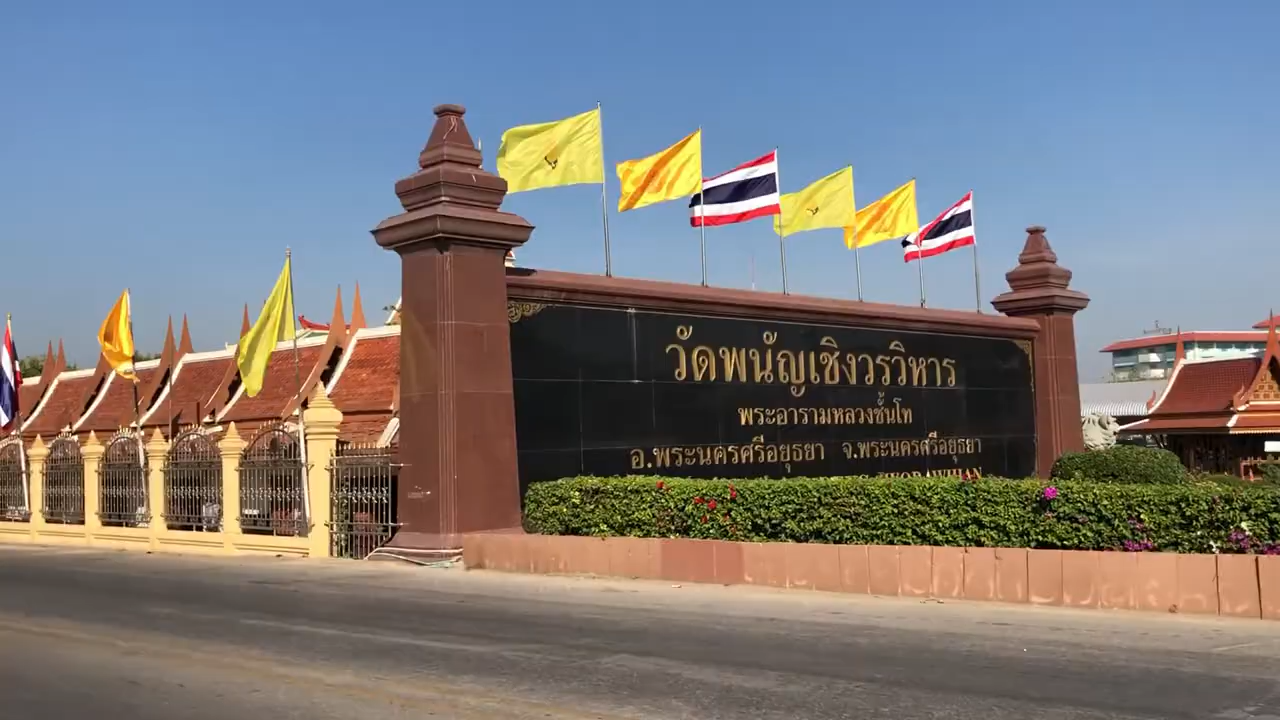 วัดพนัญเชิงวรวิหาร
พระอารามหลวงชั้นโท
อ.พระนครศรีอยุธยา จ.พระนครศรีอยุธยา